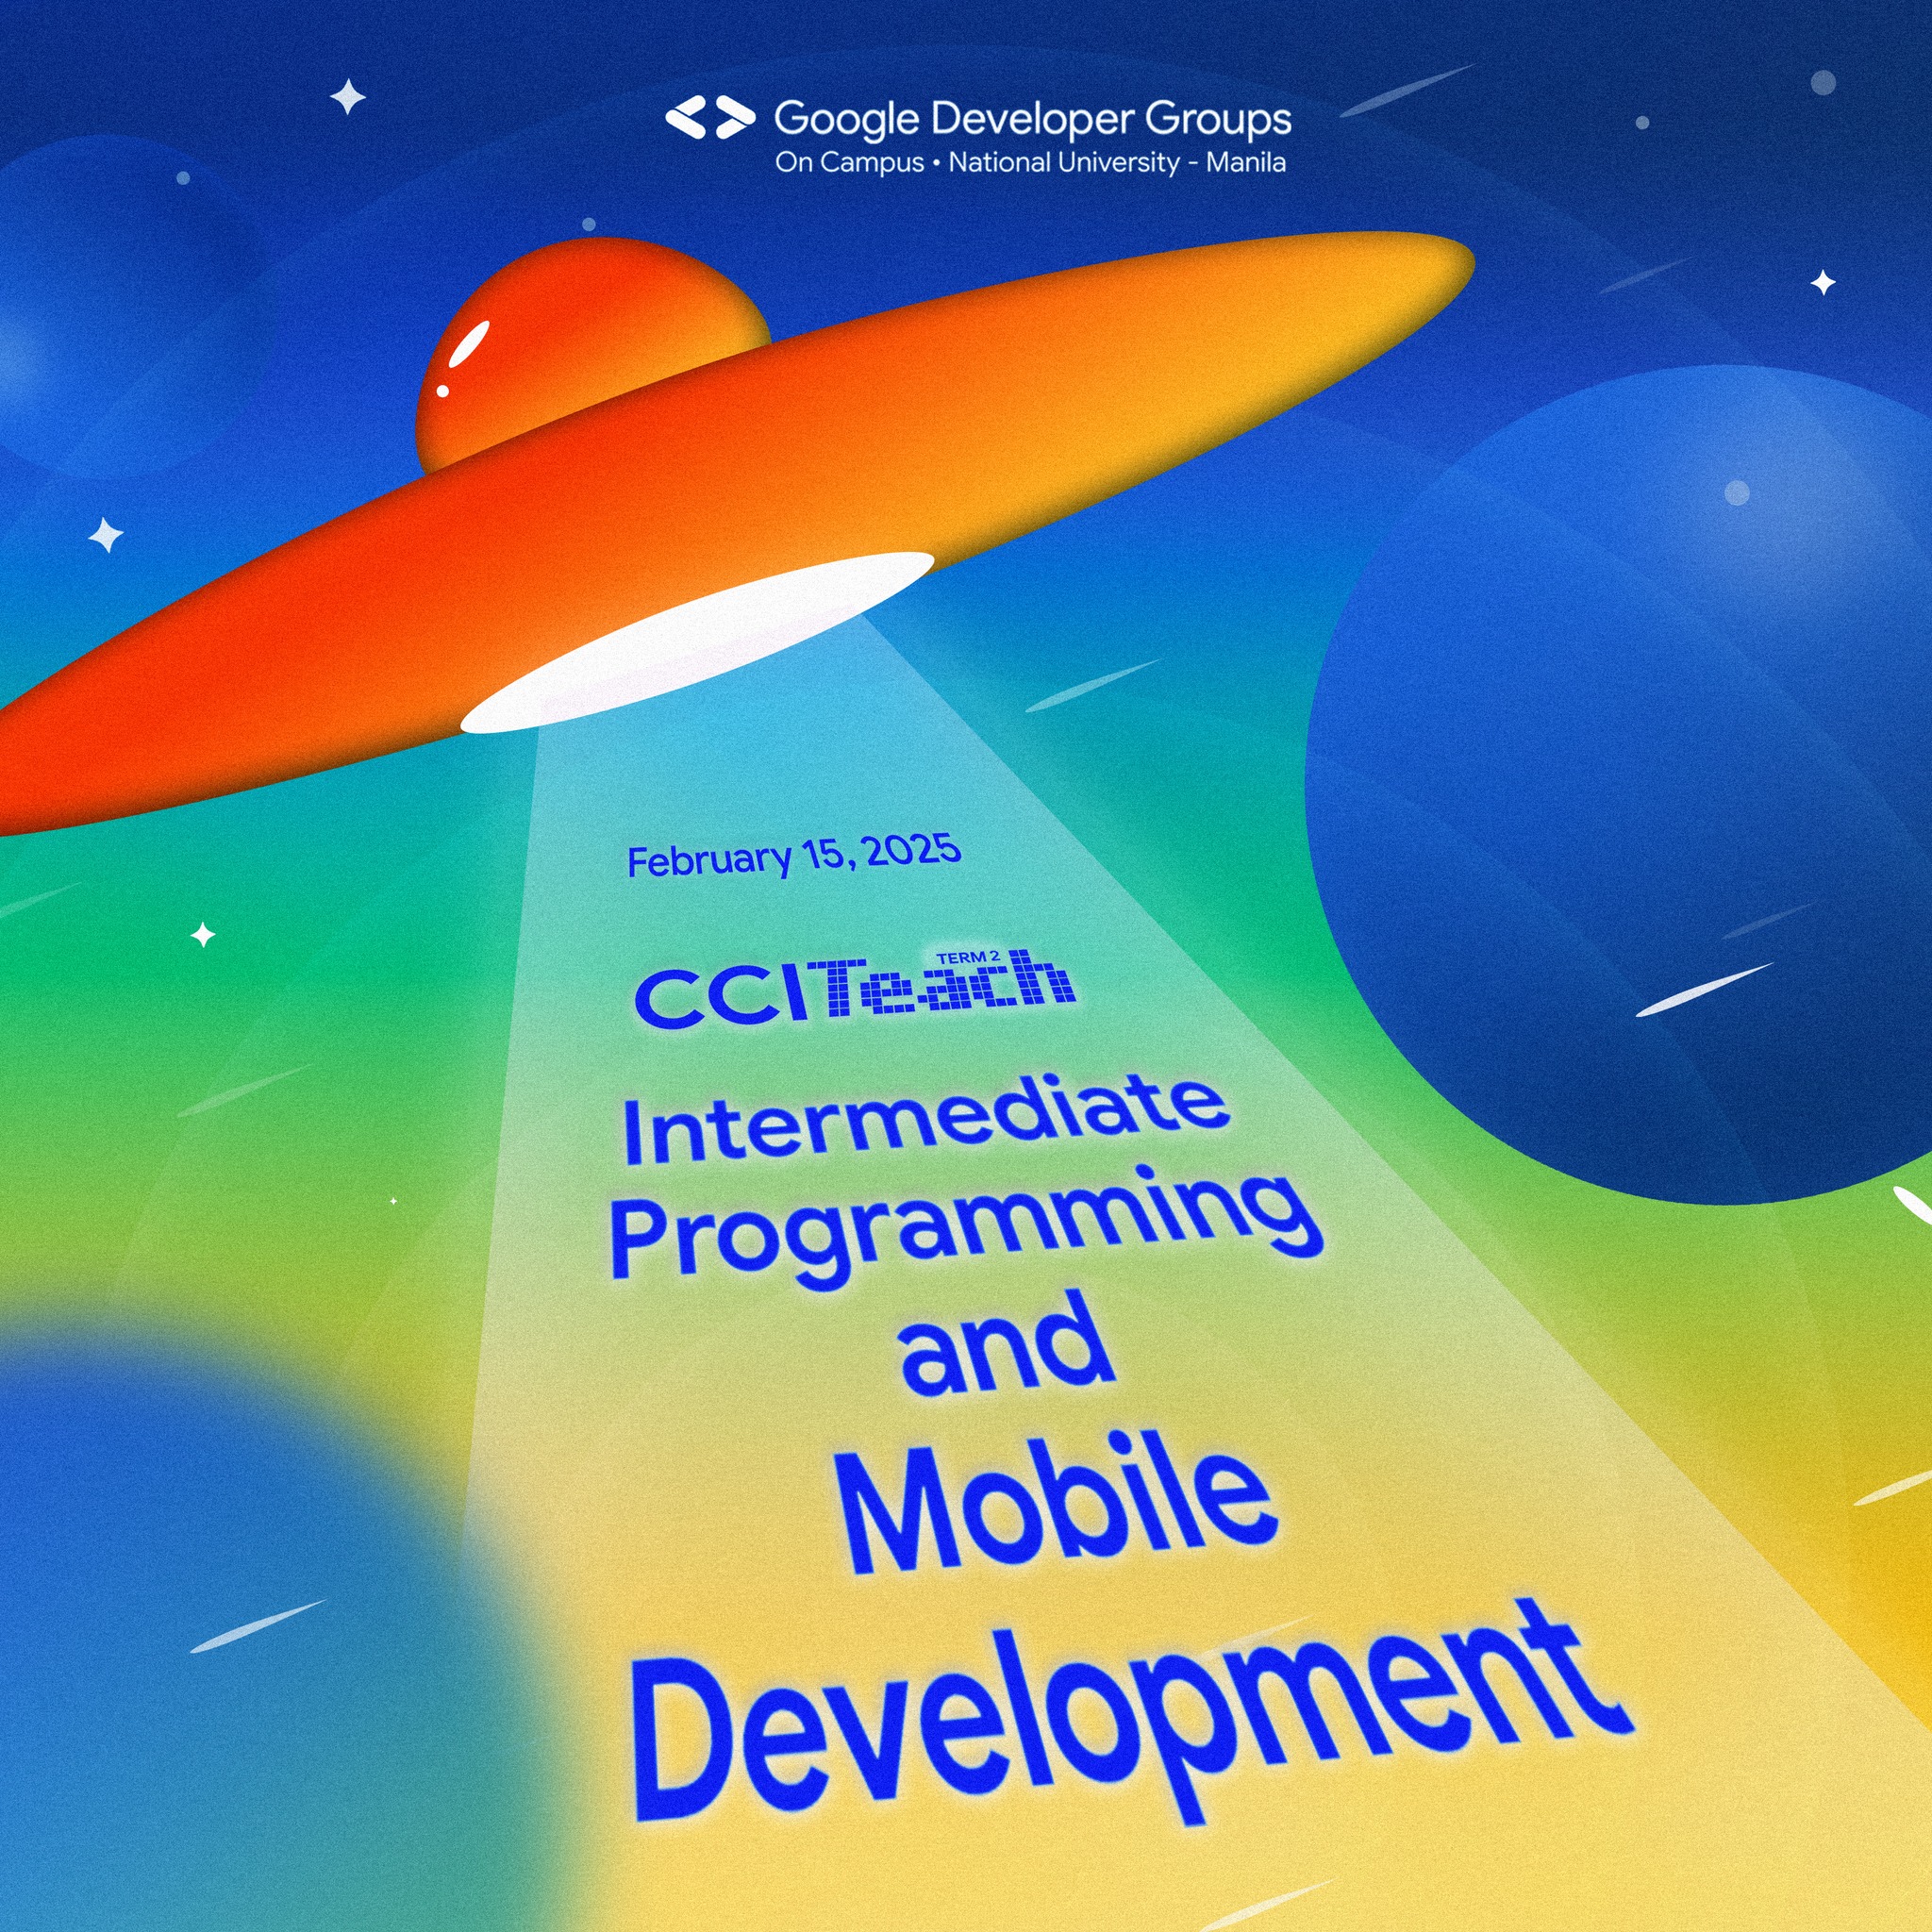 Google Developer Groups
On Campus • National University - Manila
February 15, 2025
TERM 2
CCITeach
Intermediate
Programming
and
Mobile
Development